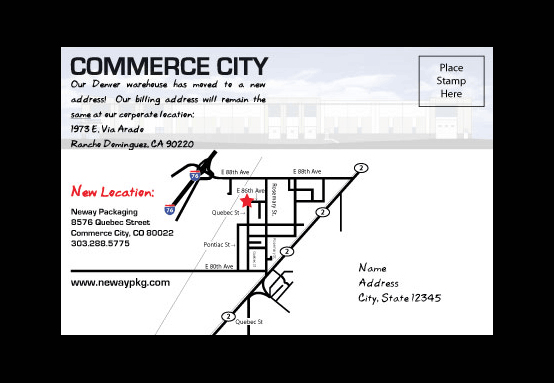 COMMERCE CITY
Our Denver warehouse has moved to a new
address! Our billing address will remain the
same at our corporate location:
1973 E. Via Arado
Rancho Dominguez, CA 90220
Place
Stamp
Here
New Location:
Neway Packaging
8576 Quebec Street
Commerce City, CO 80022
303.288.5775
www.newaypkg.com
76
76
E 88th Ave
E 88th Ave
2
E 86th Ave
Rosemary St
Quebec St
2
Pontiac St
2
E 80th Ave
2
Quebec St
Name
Address
City, State 12345